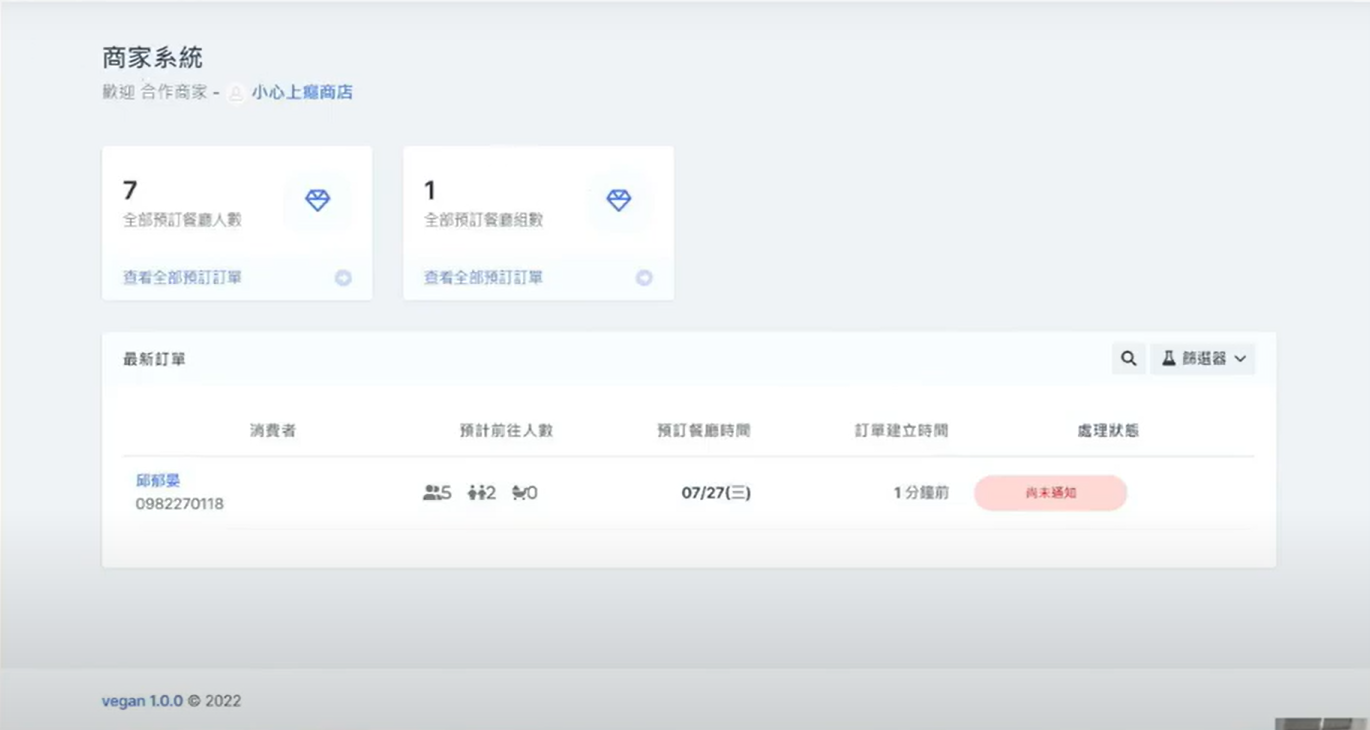 商家系統
歡迎 合作商家 - 小心上癮商店
7
全部預訂餐廳人數
查看全部預訂訂單
1
全部預訂餐廳組數
查看全部預訂訂單
最新訂單
篩選器
消費者 預計前往人數 預訂餐廳時間 訂單建立時間 處理狀態
邱郁晏
0982270118
5 2 0 07/27(三) 1 分鐘前 尚未通知
vegan 1.0.0 © 2022